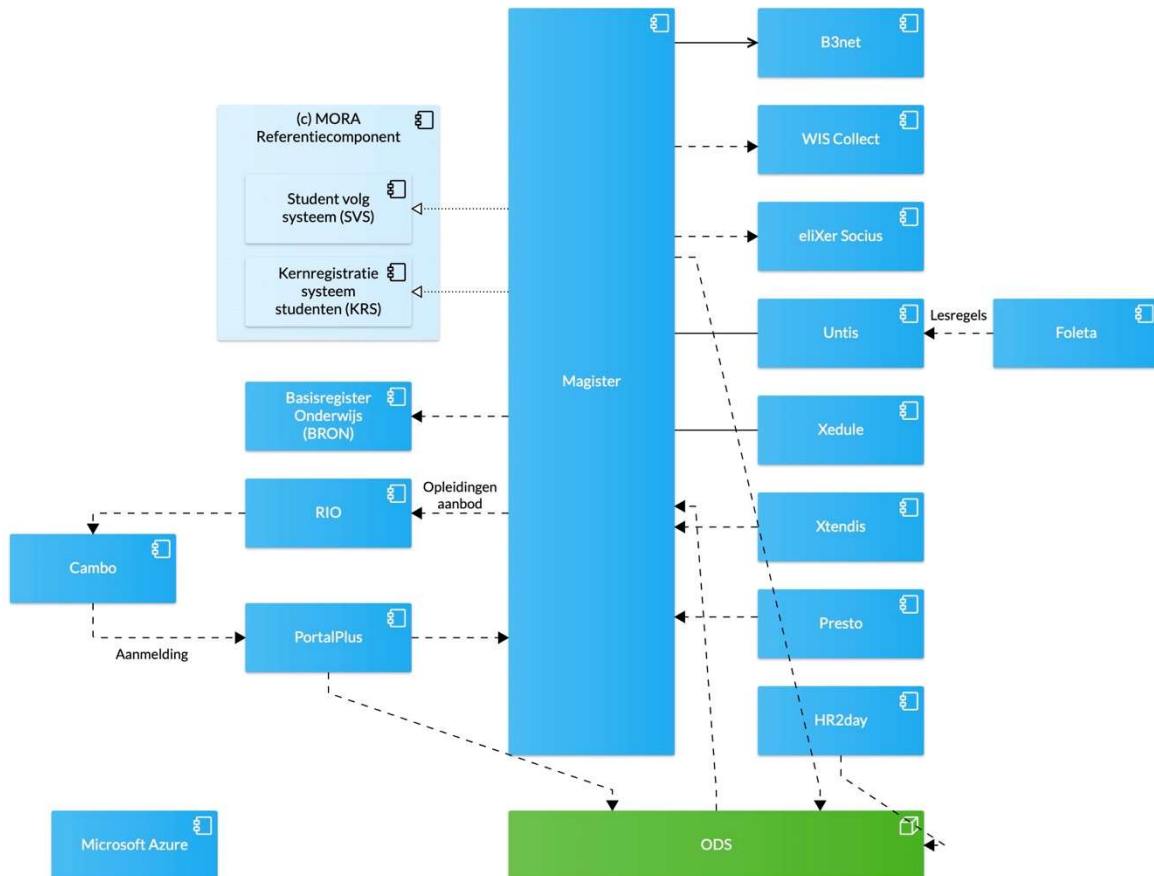 B3net
(c) MORA
Referentiecomponent
WIS Collect
Student volg
systeem (SVS)
eliXer Socius
Kernregistratie
systeem
studenten (KRS)
Lesregels
Untis
Foleta
Magister
Basisregister
Onderwijs
(BRON)
Xedule
Opleidingen
aanbod
RIO
Xtendis
Cambo
PortalPlus
Aanmelding
Presto
HR2day
Microsoft Azure
ODS